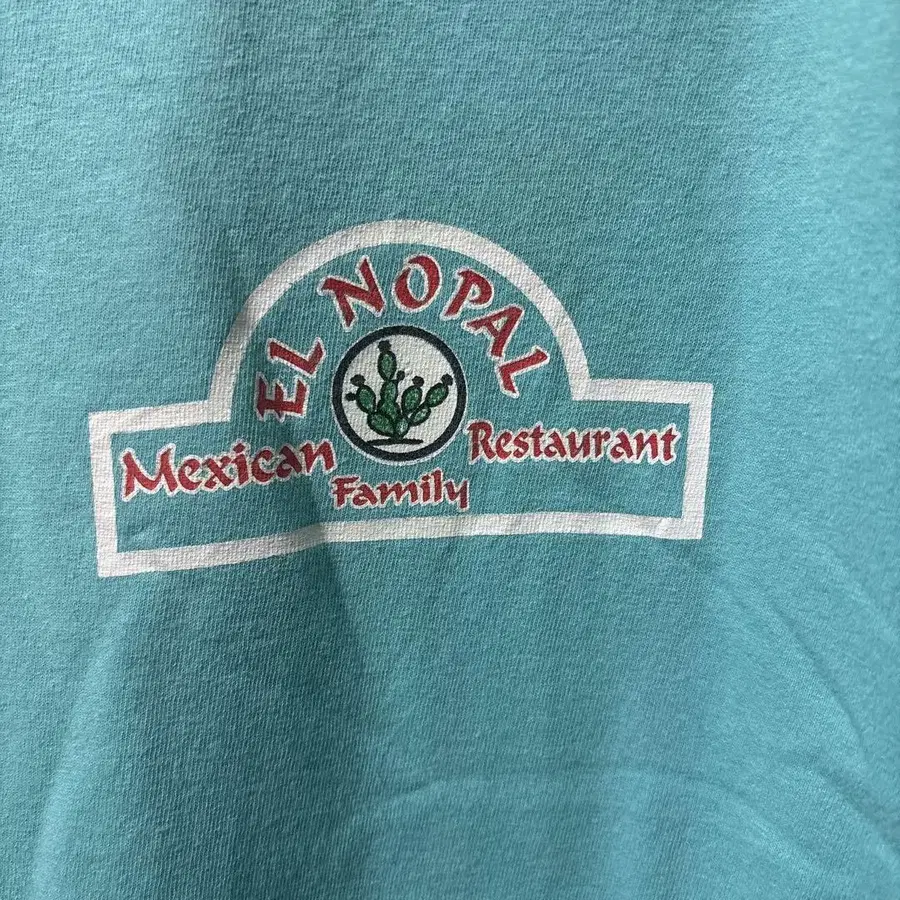 EL NOPAL
Mexican Restaurant
Family